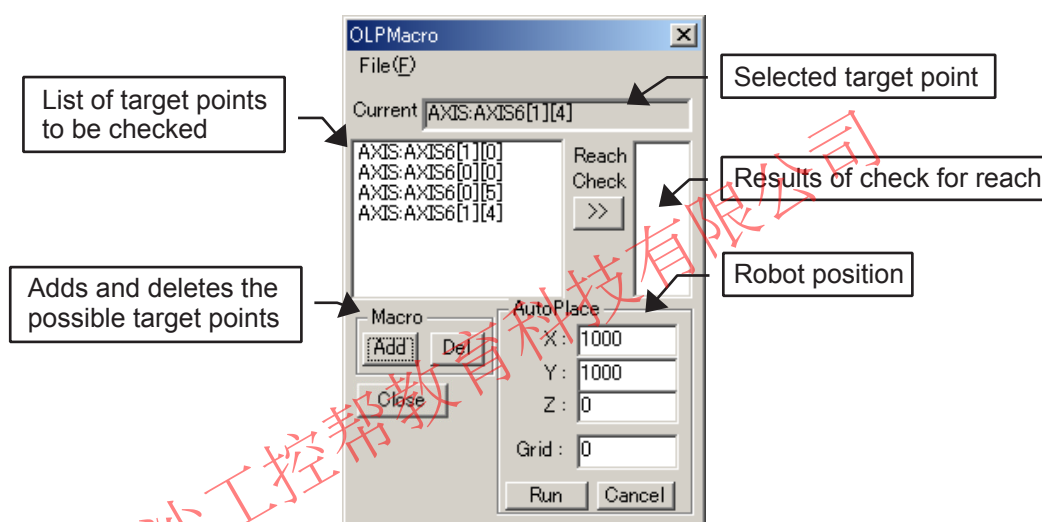 OLPMacro
File(F)
Selected target point
List of target points
to be checked
Current AXIS:AXIS6[1][4]
AXIS:AXIS6[1][0]
AXIS:AXIS6[0][0]
AXIS:AXIS6[0][5]
AXIS:AXIS6[1][4]
Reach
Check
>>
Results of check for reach
Robot position
Adds and deletes the
possible target points
Macro
Add Del
Close
AutoPlace
X: 1000
Y: 1000
Z: 0
Grid: 0
Run Cancel
工控帮教育科技有限公司